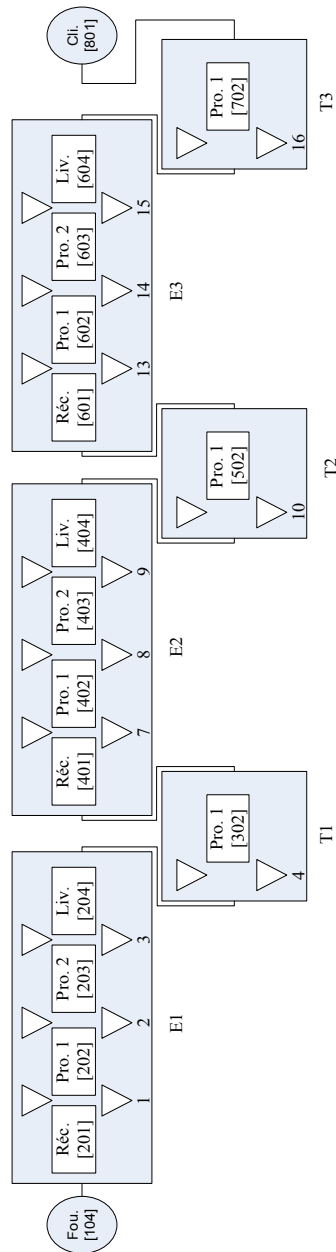 Fou.
[104]
Réc.
[201]
Pro. 1
[202]
Pro. 2
[203]
Liv.
[204]
1
2
3
E1
Pro. 1
[302]
4
T1
Réc.
[401]
Pro. 1
[402]
Pro. 2
[403]
Liv.
[404]
7
8
9
E2
Pro. 1
[502]
10
T2
Réc.
[601]
Pro. 1
[602]
Pro. 2
[603]
Liv.
[604]
13
14
15
E3
Pro. 1
[702]
16
T3
Cli.
[801]